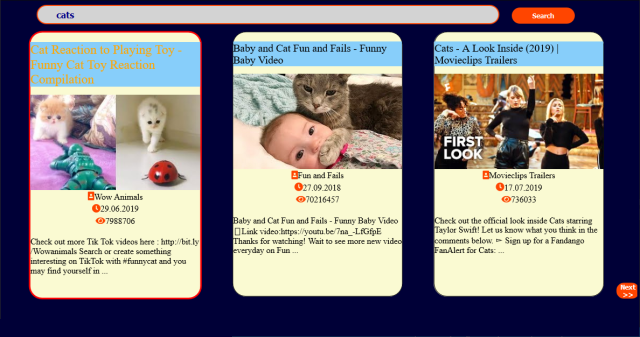 cats
Search
Cat Reaction to Playing Toy -
Funny Cat Toy Reaction
Compilation
Wow Animals
29.06.2019
7988706
Check out more Tik Tok videos here : http://bit.ly
/Wowanimals Search or create something
interesting on TikTok with #funnycat and you
may find yourself in ...
Baby and Cat Fun and Fails - Funny
Baby Video
Fun and Fails
27.09.2018
70216457
Baby and Cat Fun and Fails - Funny Baby Video
Link video:https://youtu.be/7na_-LfGfpE
Thanks for watching! Wait to see more new video
everyday on Fun ...
Cats - A Look Inside (2019) |
Movieclips Trailers
FIRST
LOOK
Movieclips Trailers
17.07.2019
736033
Check out the official look inside Cats starring
Taylor Swift! Let us know what you think in the
comments below. ► Sign up for a Fandango
FanAlert for Cats: ...
Next
>>